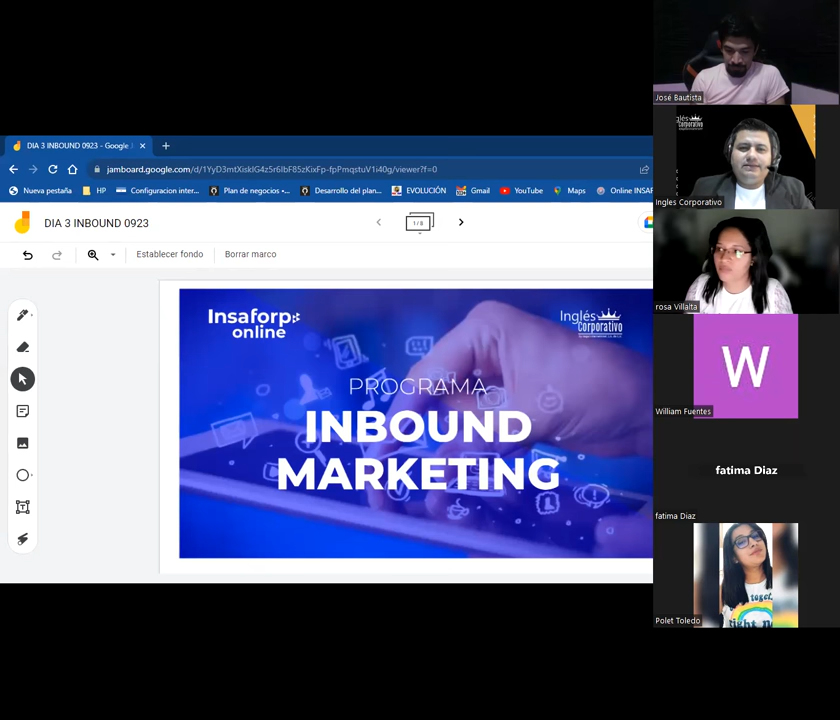 DIA 3 INBOUND 0923 - Google
jamboard.google.com/d/1YyD3mtXisklG4z5r6IbF85zKixFp-fpPmqstuV1i40g/viewer?f=0
Nueva pestaña
HP
Configuracion inter...
Plan de negocios •...
Desarrollo del plan...
EVOLUCIÓN
Gmail
YouTube
Maps
Online INSAF
DIA 3 INBOUND 0923
1 / 8
Establecer fondo
Borrar marco
Insaforp
online
Inglés
Corporativo
PROGRAMA
INBOUND
MARKETING
José Bautista
glés
corporativo
Ingles Corporativo
rosa Villalta
W
William Fuentes
fatima Diaz
fatima Diaz
Polet Toledo